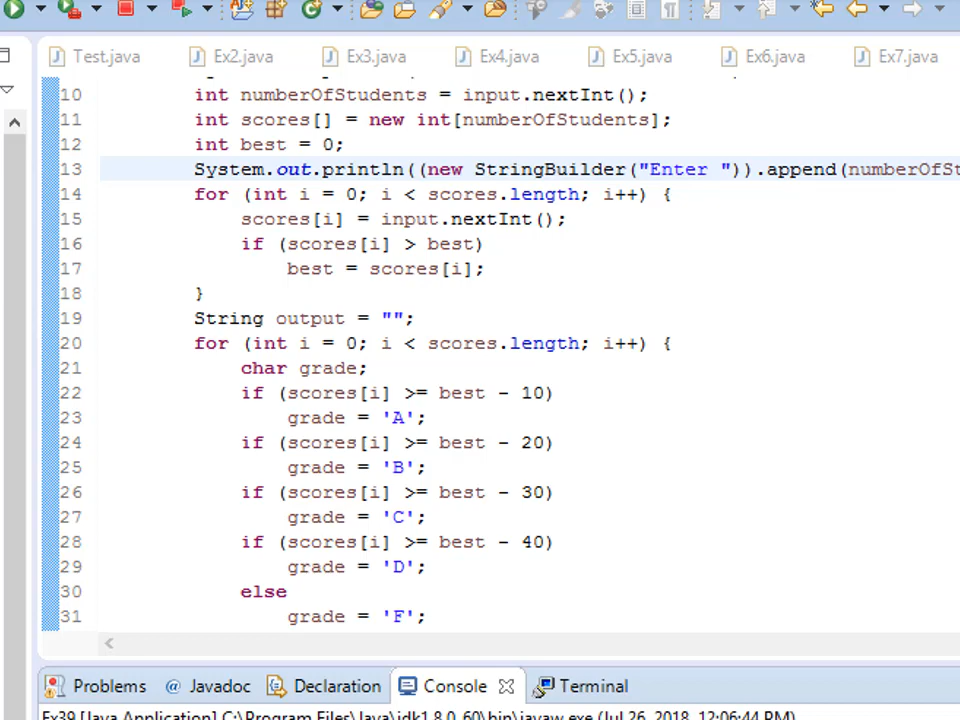 Test.java Ex2.java Ex3.java Ex4.java Ex5.java Ex6.java Ex7.java
10 int numberOfStudents = input.nextInt();
11 int scores[] = new int[numberOfStudents];
12 int best = 0;
13 System.out.println((new StringBuilder("Enter ")).append(numberOfSt
14 for (int i = 0; i < scores.length; i++) {
15 scores[i] = input.nextInt();
16 if (scores[i] > best)
17 best = scores[i];
18 }
19 String output = "";
20 for (int i = 0; i < scores.length; i++) {
21 char grade;
22 if (scores[i] >= best - 10)
23 grade = 'A';
24 if (scores[i] >= best - 20)
25 grade = 'B';
26 if (scores[i] >= best - 30)
27 grade = 'C';
28 if (scores[i] >= best - 40)
29 grade = 'D';
30 else
31 grade = 'F';
Problems @ Javadoc Declaration Console Terminal
Ex39 [Java Application] C:\Program Files\Java\jdk1.8.0_60\bin\javaw.exe (Jul 26, 2018, 12:06:44 PM)